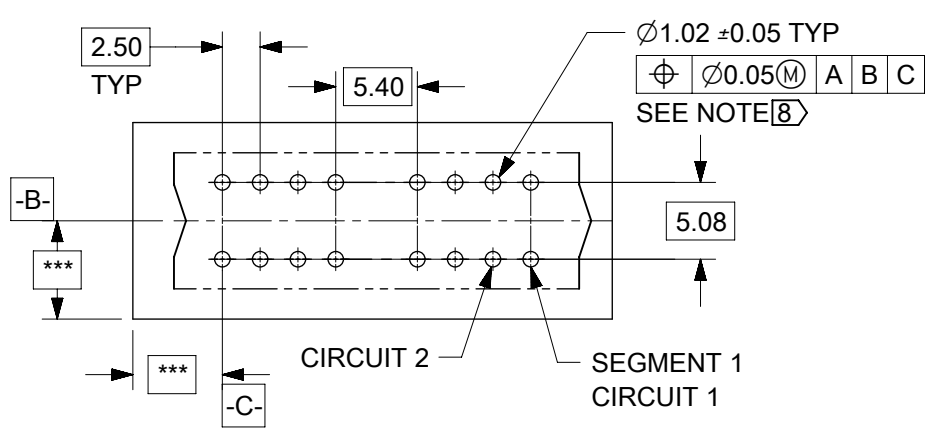 2.50
TYP
5.40
∅1.02 ±0.05 TYP
⌖ ∅0.05Ⓜ A B C
SEE NOTE 8
-B-
***
5.08
***
-C-
CIRCUIT 2
SEGMENT 1
CIRCUIT 1